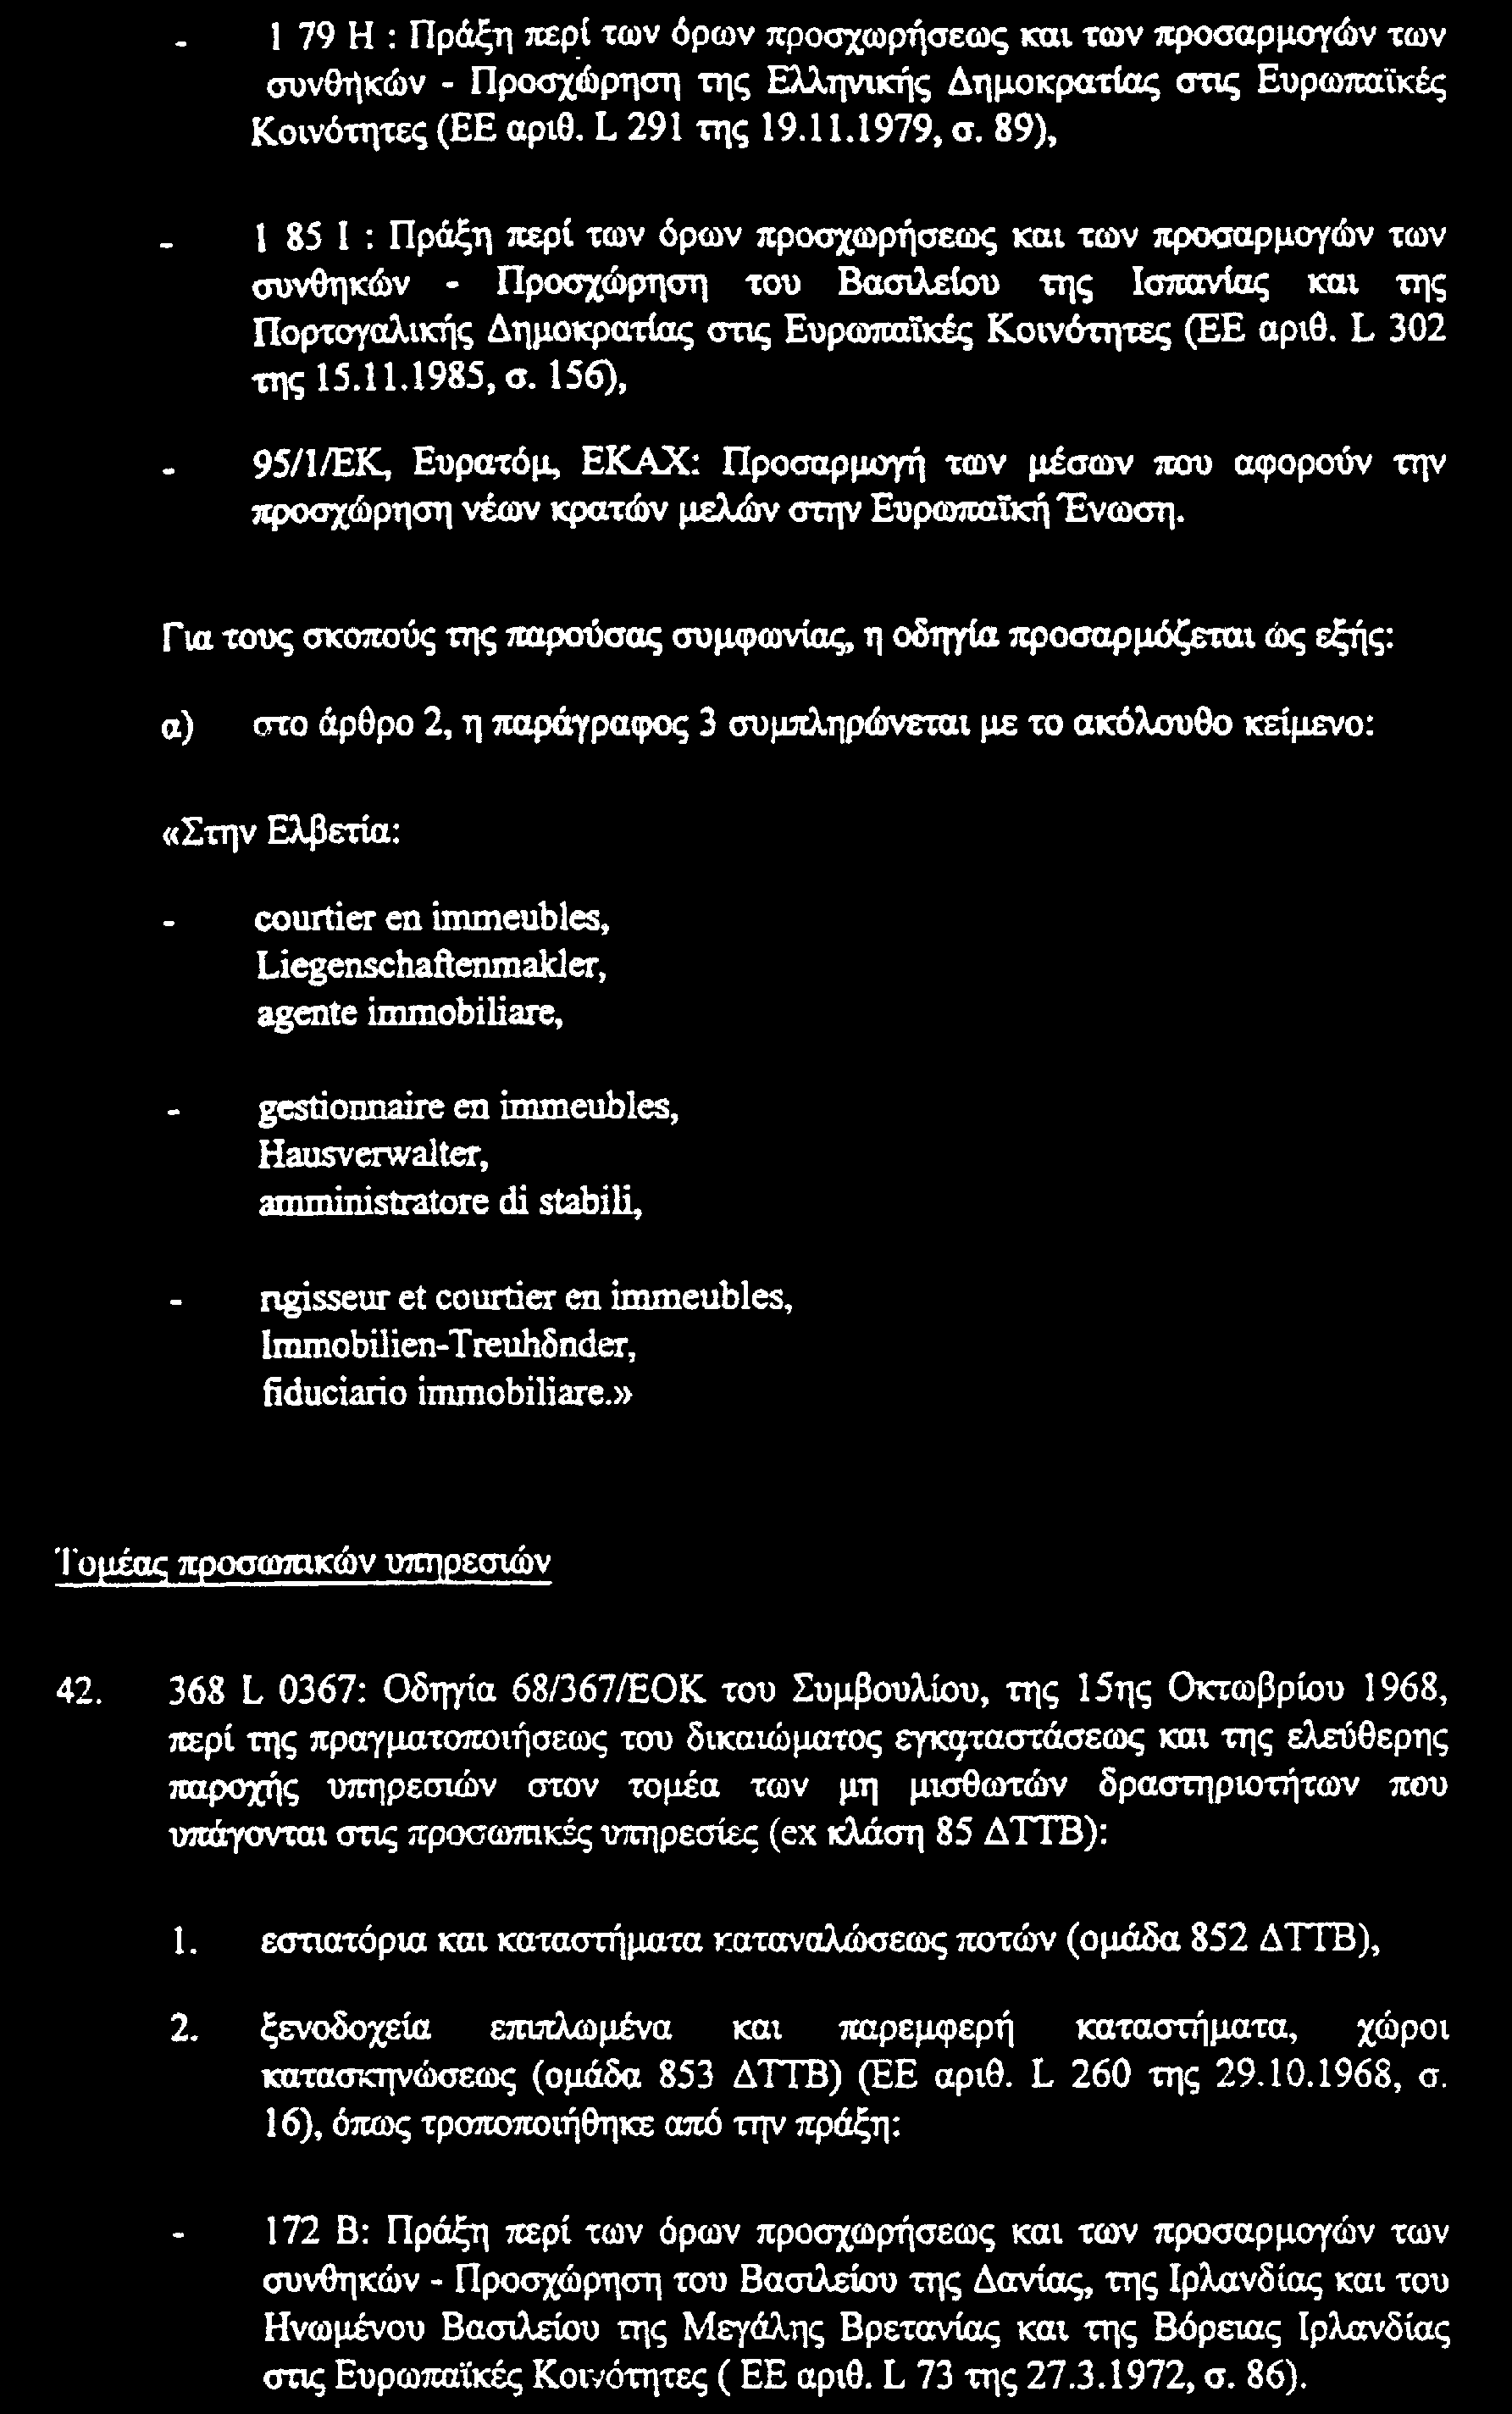 - 1 79 H : Πράξη περί των όρων προσχωρήσεως και των προσαρμογών των
συνθηκών - Προσχώρηση της Ελληνικής Δημοκρατίας στις Ευρωπαϊκές
Κοινότητες (ΕΕ αριθ. L 291 της 19.11.1979, σ. 89),
- 1 85 I : Πράξη περί των όρων προσχωρήσεως και των προσαρμογών των
συνθηκών - Προσχώρηση του Βασιλείου της Ισπανίας και της
Πορτογαλικής Δημοκρατίας στις Ευρωπαϊκές Κοινότητες (ΕΕ αριθ. L 302
της 15.11.1985, σ. 156),
- 95/1/ΕΚ, Ευρατόμ, ΕΚΑΧ: Προσαρμογή των μέσων που αφορούν την
προσχώρηση νέων κρατών μελών στην Ευρωπαϊκή Ένωση.
Για τους σκοπούς της παρούσας συμφωνίας, η οδηγία προσαρμόζεται ώς εξής:
α) στο άρθρο 2, η παράγραφος 3 συμπληρώνεται με το ακόλουθο κείμενο:
«Στην Ελβετία:
- courtier en immeubles,
Liegenschaftenmakler,
agente immobiliare,
- gestionnaire en immeubles,
Hausverwalter,
amministratore di stabili,
- rιgisseur et courtier en immeubles,
Immobilien-Treuhδnder,
fiduciario immobiliare.»
Τομέας προσωπικών υπηρεσιών
42. 368 L 0367: Οδηγία 68/367/ΕΟΚ του Συμβουλίου, της 15ης Οκτωβρίου 1968,
περί της πραγματοποιήσεως του δικαιώματος εγκαταστάσεως και της ελεύθερης
παροχής υπηρεσιών στον τομέα των μη μισθωτών δραστηριοτήτων που
υπάγονται στις προσωπικές υπηρεσίες (ex κλάση 85 ΔΤΤΒ):
1. εστιατόρια και καταστήματα καταναλώσεως ποτών (ομάδα 852 ΔΤΤΒ),
2. ξενοδοχεία επιπλωμένα και παρεμφερή καταστήματα, χώροι
κατασκηνώσεως (ομάδα 853 ΔΤΤΒ) (ΕΕ αριθ. L 260 της 29.10.1968, σ.
16), όπως τροποποιήθηκε από την πράξη:
- 172 B: Πράξη περί των όρων προσχωρήσεως και των προσαρμογών των
συνθηκών - Προσχώρηση του Βασιλείου της Δανίας, της Ιρλανδίας και του
Ηνωμένου Βασιλείου της Μεγάλης Βρετανίας και της Βόρειας Ιρλανδίας
στις Ευρωπαϊκές Κοινότητες ( ΕΕ αριθ. L 73 της 27.3.1972, σ. 86).